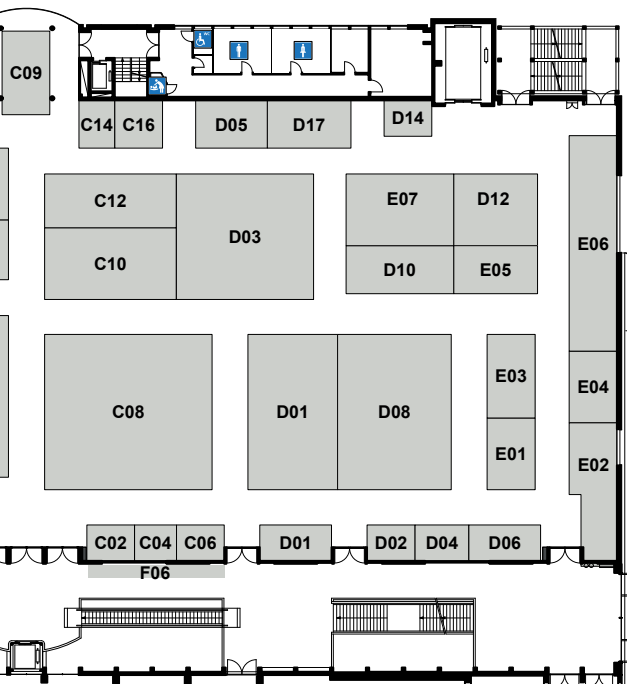 C09
C14 C16 D05 D17 D14
C12 D03 E07 D12
C10 D10 E05 E06
C08 D01 D08 E03 E04
E01 E02
C02 C04 C06 D01 D02 D04 D06
F06